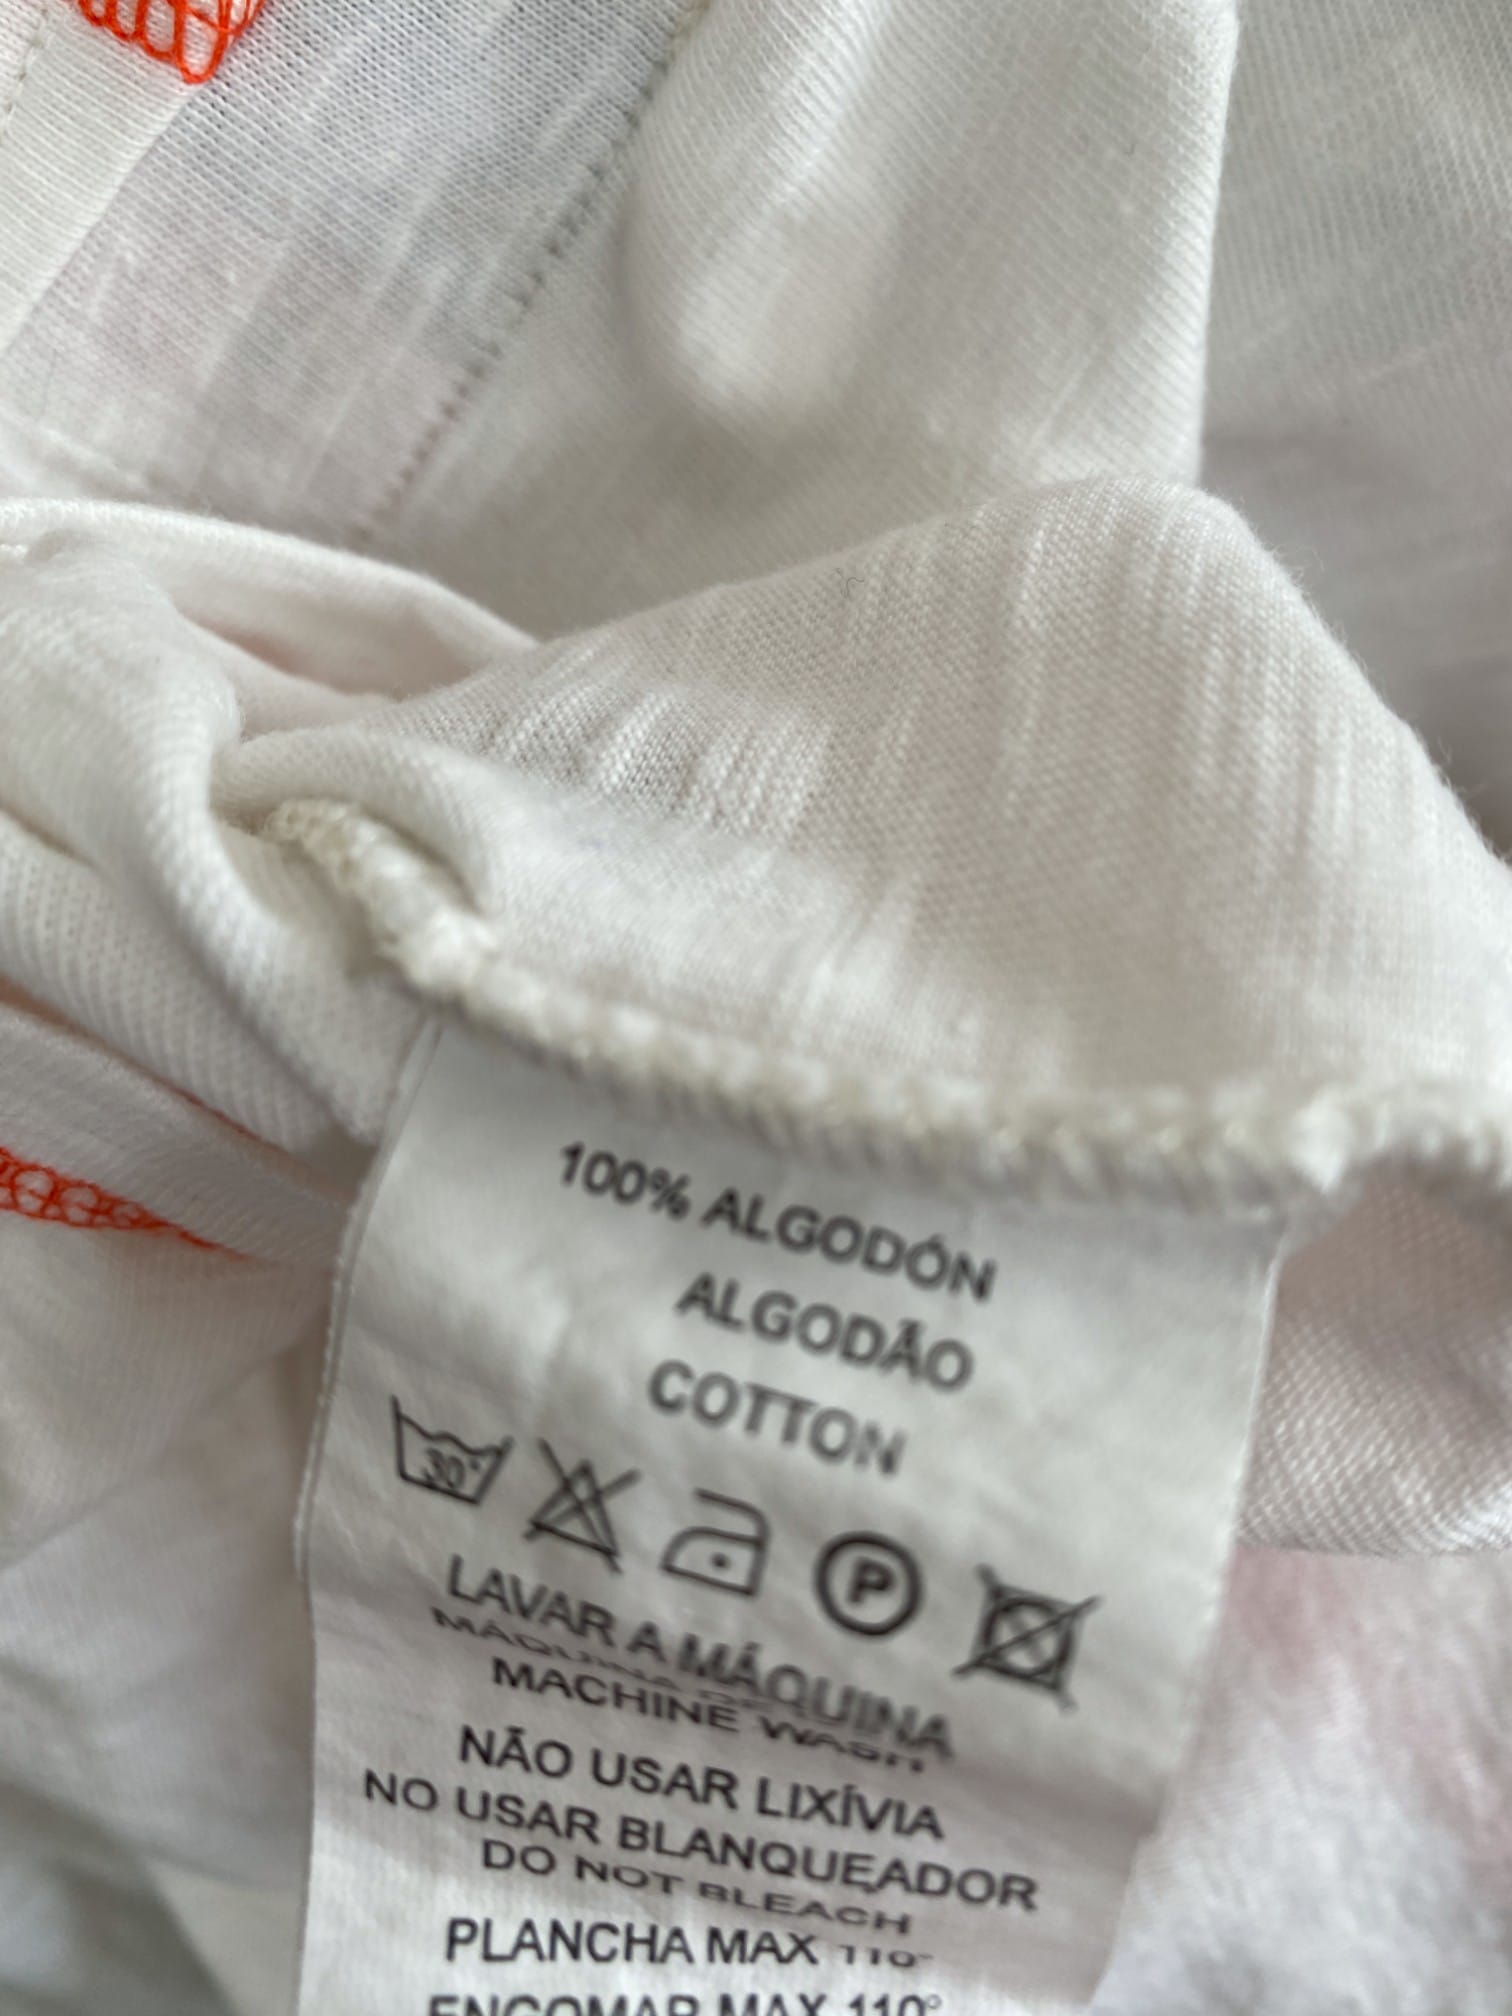 100% ALGODÓN
ALGODÃO
COTTON
30°
P
LAVAR A MÁQUINA
MACHINE WASH
NÃO USAR LIXÍVIA
NO USAR BLANQUEADOR
DO NOT BLEACH
PLANCHA MAX 110°
ENGOMAR MAX 110°